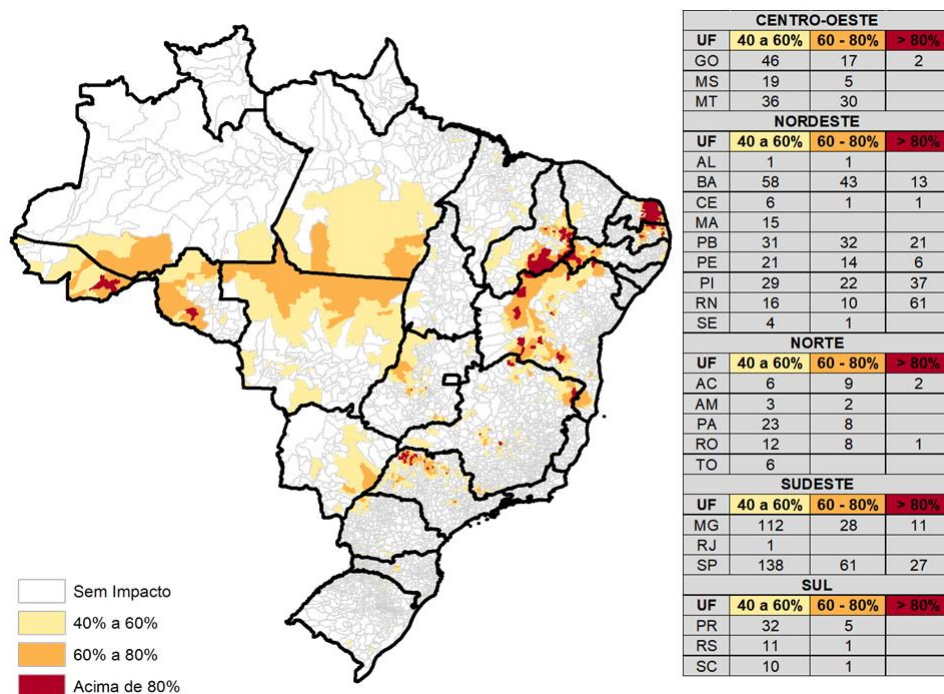 CENTRO-OESTE
UF 40 a 60% 60 - 80% > 80%
GO 46 17 2
MS 19 5
MT 36 30
NORDESTE
UF 40 a 60% 60 - 80% > 80%
AL 1 1
BA 58 43 13
CE 6 1 1
MA 15
PB 31 32 21
PE 21 14 6
PI 29 22 37
RN 16 10 61
SE 4 1
NORTE
UF 40 a 60% 60 - 80% > 80%
AC 6 9 2
AM 3 2
PA 23 8
RO 12 8 1
TO 6
SUDESTE
UF 40 a 60% 60 - 80% > 80%
MG 112 28 11
RJ 1
SP 138 61 27
SUL
UF 40 a 60% 60 - 80% > 80%
PR 32 5
RS 11 1
SC 10 1
Sem Impacto
40% a 60%
60% a 80%
Acima de 80%